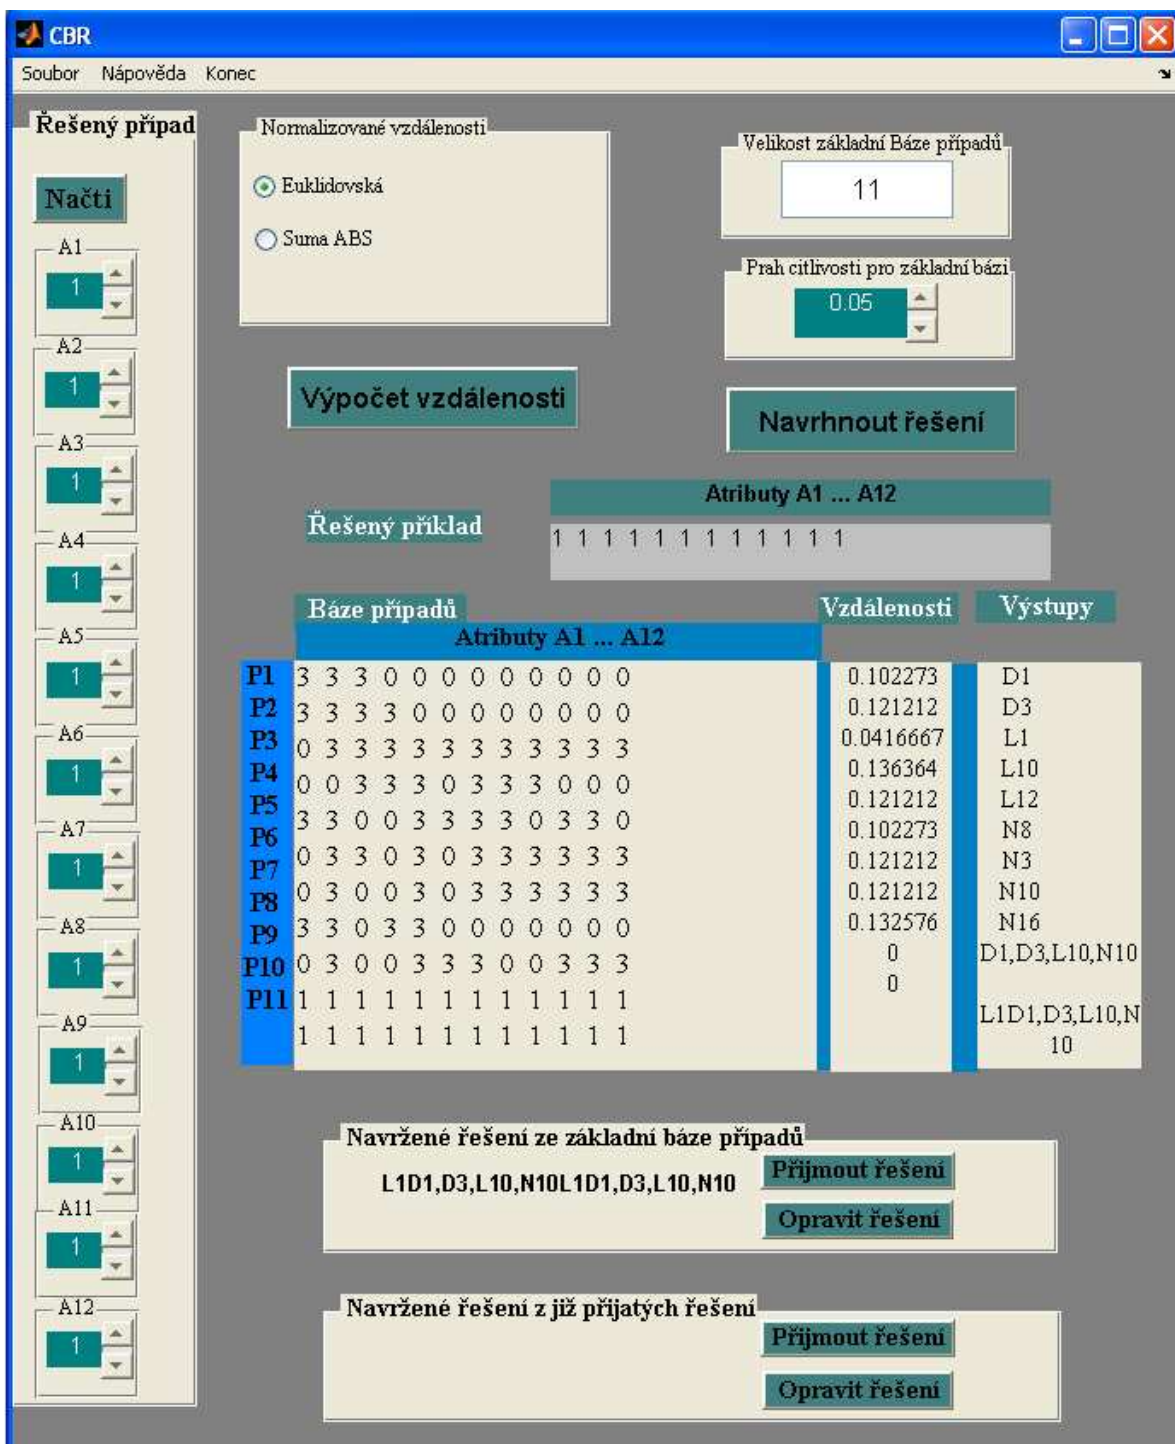 CBR
Soubor Nápověda Konec
Řešený případ
Načti
A1
1
A2
1
A3
1
A4
1
A5
1
A6
1
A7
1
A8
1
A9
1
A10
1
A11
1
A12
1
Normalizované vzdálenosti
Euklidovská
Suma ABS
Velikost základní Báze případů
11
Prah citlivosti pro základní bázi
0.05
Výpočet vzdálenosti
Navrhnout řešení
Atributy A1 ... A12
Řešený příklad
1 1 1 1 1 1 1 1 1 1 1 1
Báze případů
Vzdálenosti
Výstupy
Atributy A1 ... A12
P1
P2
P3
P4
P5
P6
P7
P8
P9
P10
P11
3 3 3 0 0 0 0 0 0 0 0 0
3 3 3 3 0 0 0 0 0 0 0 0
0 3 3 3 3 3 3 3 3 3 3 3
0 0 3 3 3 0 3 3 3 0 0 0
3 3 0 0 3 3 3 3 0 3 3 0
0 3 3 0 3 0 3 3 3 3 3 3
0 3 0 0 3 0 3 3 3 3 3 3
3 3 0 3 3 0 0 0 0 0 0 0
0 3 0 0 3 3 3 0 0 3 3 3
1 1 1 1 1 1 1 1 1 1 1 1
1 1 1 1 1 1 1 1 1 1 1 1
0.102273
0.121212
0.0416667
0.136364
0.121212
0.102273
0.121212
0.121212
0.132576
0
0
D1
D3
L1
L10
L12
N8
N3
N10
N16
D1,D3,L10,N10
L1D1,D3,L10,N
10
Navržené řešení ze základní báze případů
L1D1,D3,L10,N10L1D1,D3,L10,N10
Přijmout řešení
Opravit řešení
Navržené řešení z již přijatých řešení
Přijmout řešení
Opravit řešení